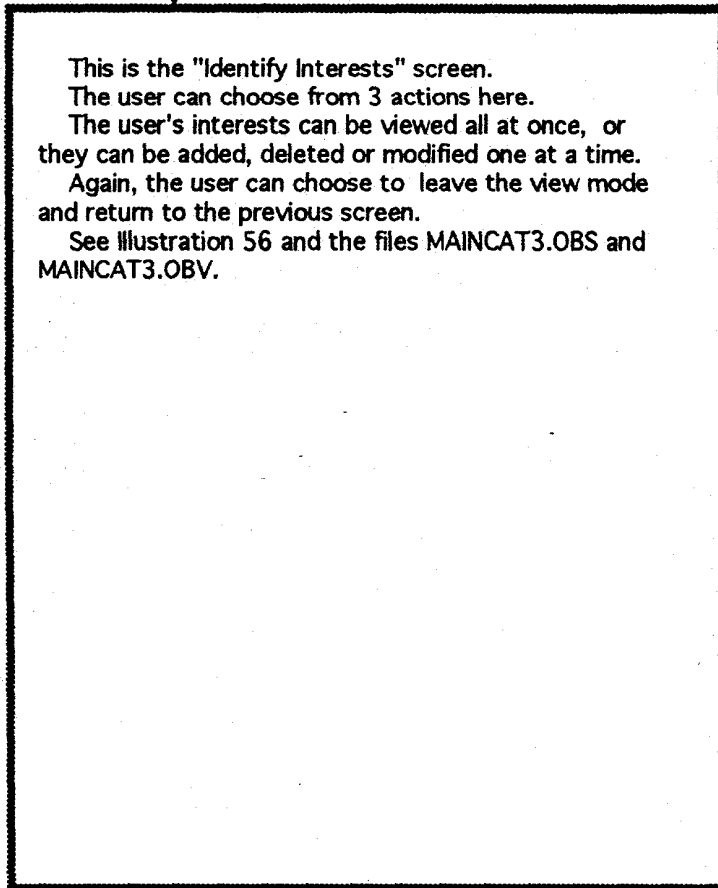 This is the "Identify Interests" screen.
The user can choose from 3 actions here.
The user's interests can be viewed all at once, or
they can be added, deleted or modified one at a time.
Again, the user can choose to leave the view mode
and return to the previous screen.
See Illustration 56 and the files MAINCAT3.OBS and
MAINCAT3.OBV.